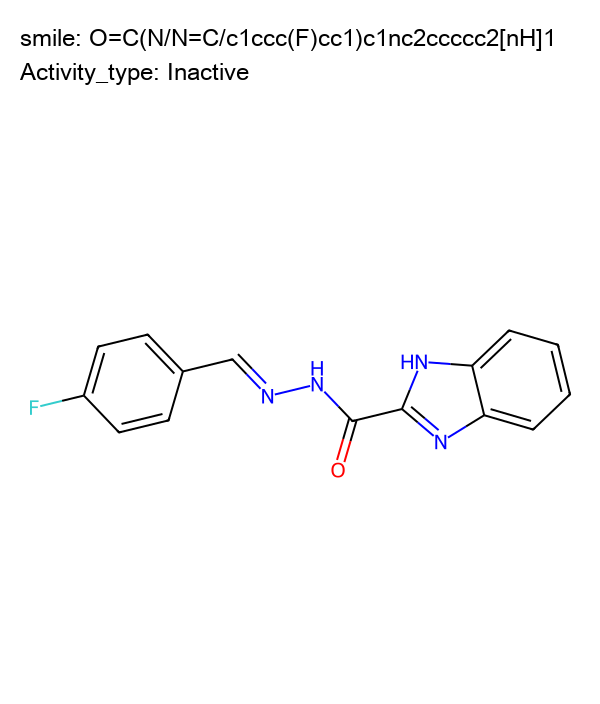 smile: O=C(N/N=C/c1ccc(F)cc1)c1nc2ccccc2[nH]1
Activity_type: Inactive
HN
H
N
N
F
N
O